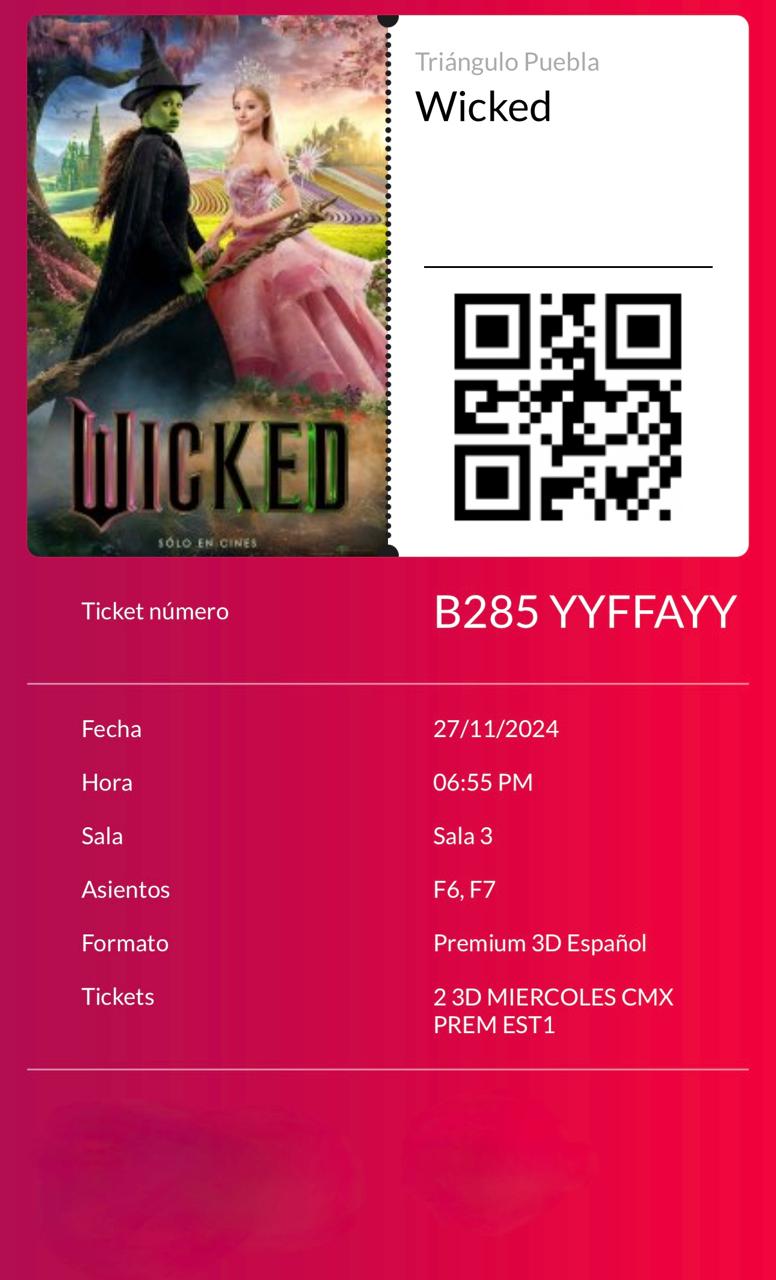 WICKED
SÓLO EN CINES
Triángulo Puebla
Wicked
Ticket número B285 YYFFAYY
Fecha 27/11/2024
Hora 06:55 PM
Sala Sala 3
Asientos F6, F7
Formato Premium 3D Español
Tickets 2 3D MIERCOLES CMX
PREM EST1